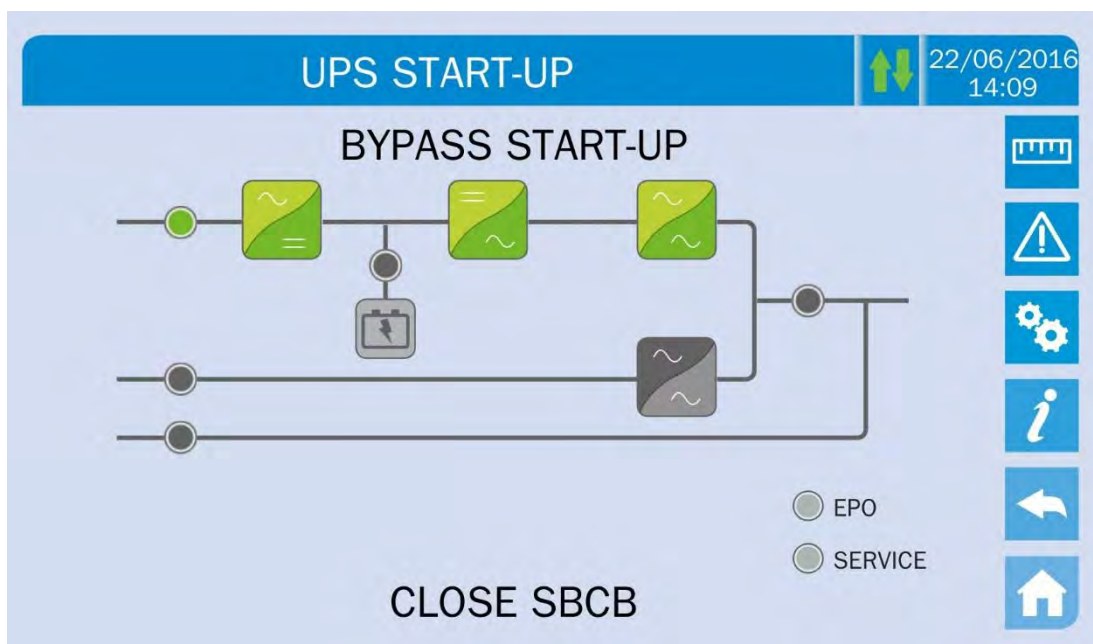 UPS START-UP
22/06/2016
14:09
BYPASS START-UP
EPO
SERVICE
CLOSE SBCB